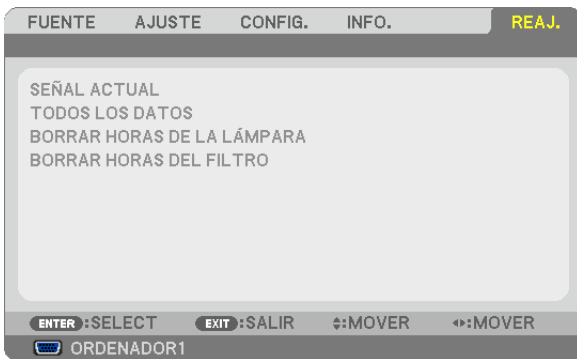 FUENTE AJUSTE CONFIG. INFO. REAJ.
SEÑAL ACTUAL
TODOS LOS DATOS
BORRAR HORAS DE LA LÁMPARA
BORRAR HORAS DEL FILTRO
ENTER :SELECT EXIT :SALIR :MOVER :MOVER
ORDENADOR1